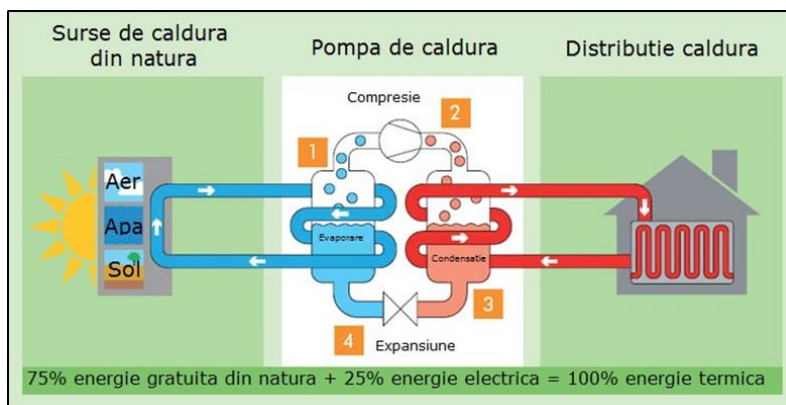 Surse de caldura
din natura
Pompa de caldura
Distributie caldura
Compresie
1
2
Aer
Apa
Sol
Evaporare
Condensatie
3
4
Expansiune
75% energie gratuita din natura + 25% energie electrica = 100% energie termica